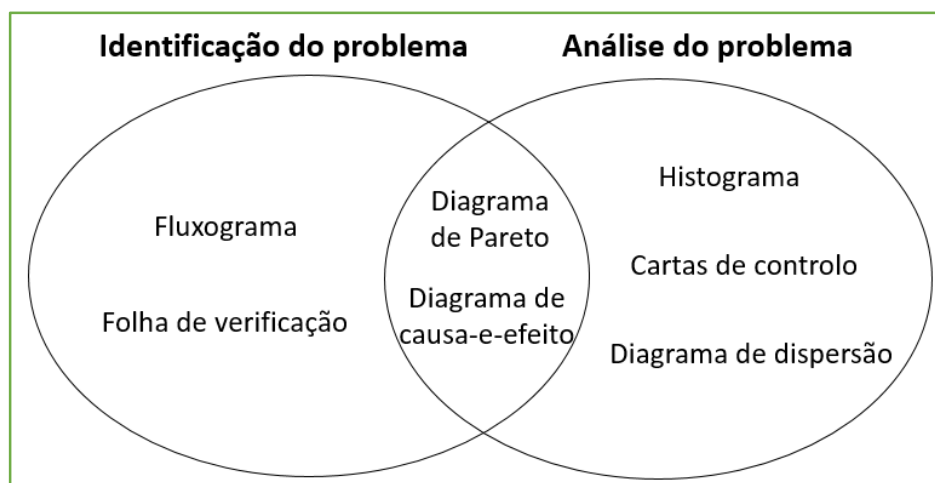 Identificação do problema
Análise do problema
Fluxograma
Folha de verificação
Diagrama
de Pareto
Diagrama de
causa-e-efeito
Histograma
Cartas de controlo
Diagrama de dispersão